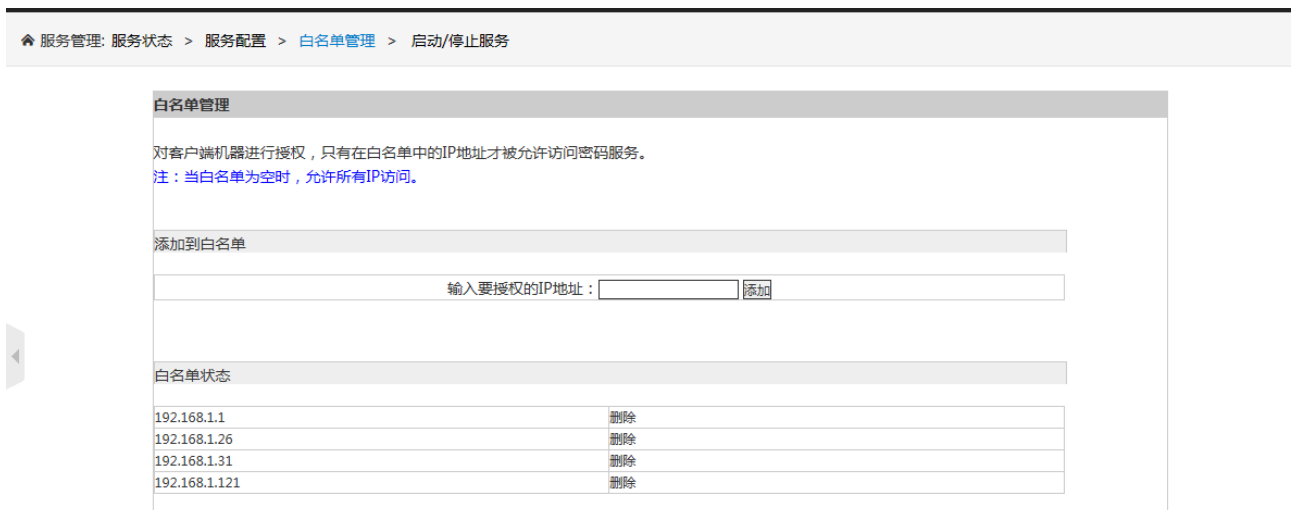 服务管理: 服务状态 > 服务配置 > 白名单管理 > 启动/停止服务
白名单管理
对客户端机器进行授权，只有在白名单中的IP地址才被允许访问密码服务。
注：当白名单为空时，允许所有IP访问。
添加到白名单
输入要授权的IP地址： 添加
白名单状态
192.168.1.1 删除
192.168.1.26 删除
192.168.1.31 删除
192.168.1.121 删除